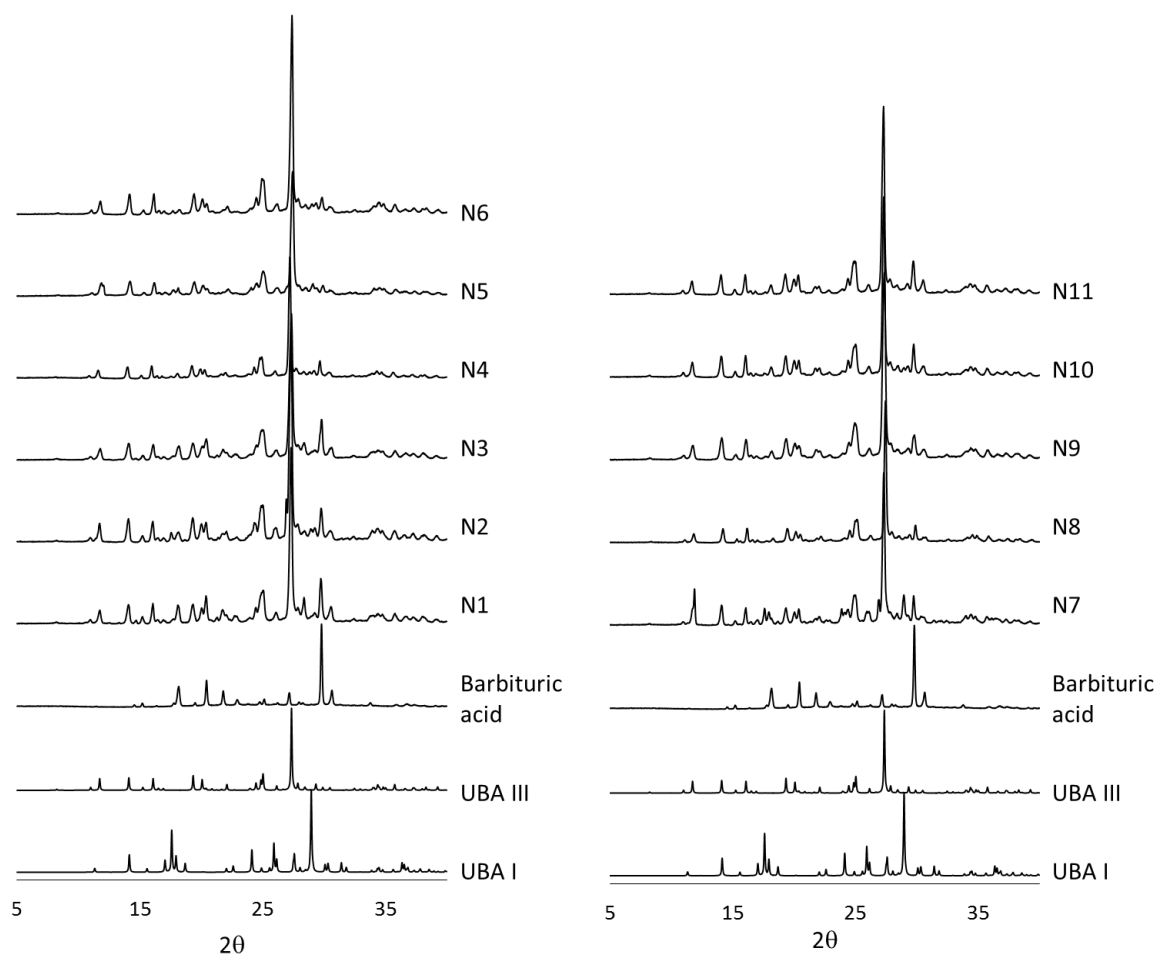 N6
N5
N4
N3
N2
N1
Barbituric
acid
UBA III
UBA I
5
15
25
35
2θ
N11
N10
N9
N8
N7
Barbituric
acid
UBA III
UBA I
5
15
25
35
2θ